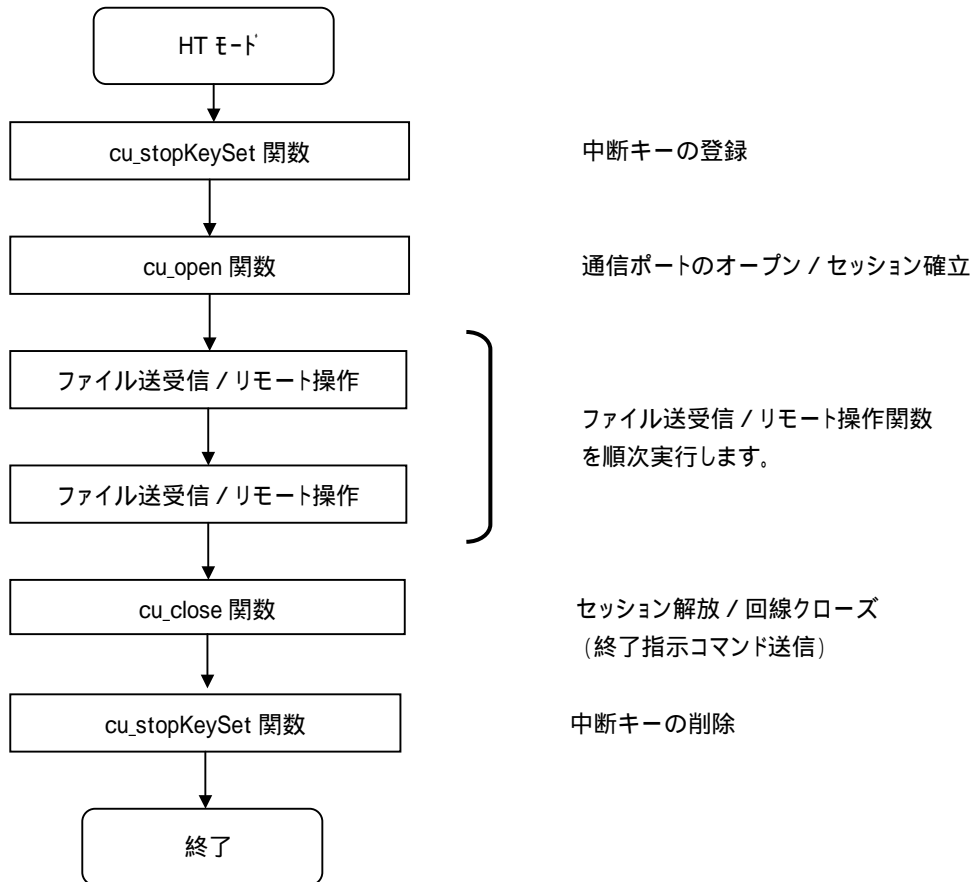 HT ﾓｰﾄﾞ
cu_stopKeySet 関数
中断キーの登録
cu_open 関数
通信ポートのオープン / セッション確立
ファイル送受信 / リモート操作
ファイル送受信 / リモート操作関数
を順次実行します。
ファイル送受信 / リモート操作
cu_close 関数
セッション解放 / 回線クローズ
(終了指示コマンド送信)
cu_stopKeySet 関数
中断キーの削除
終了